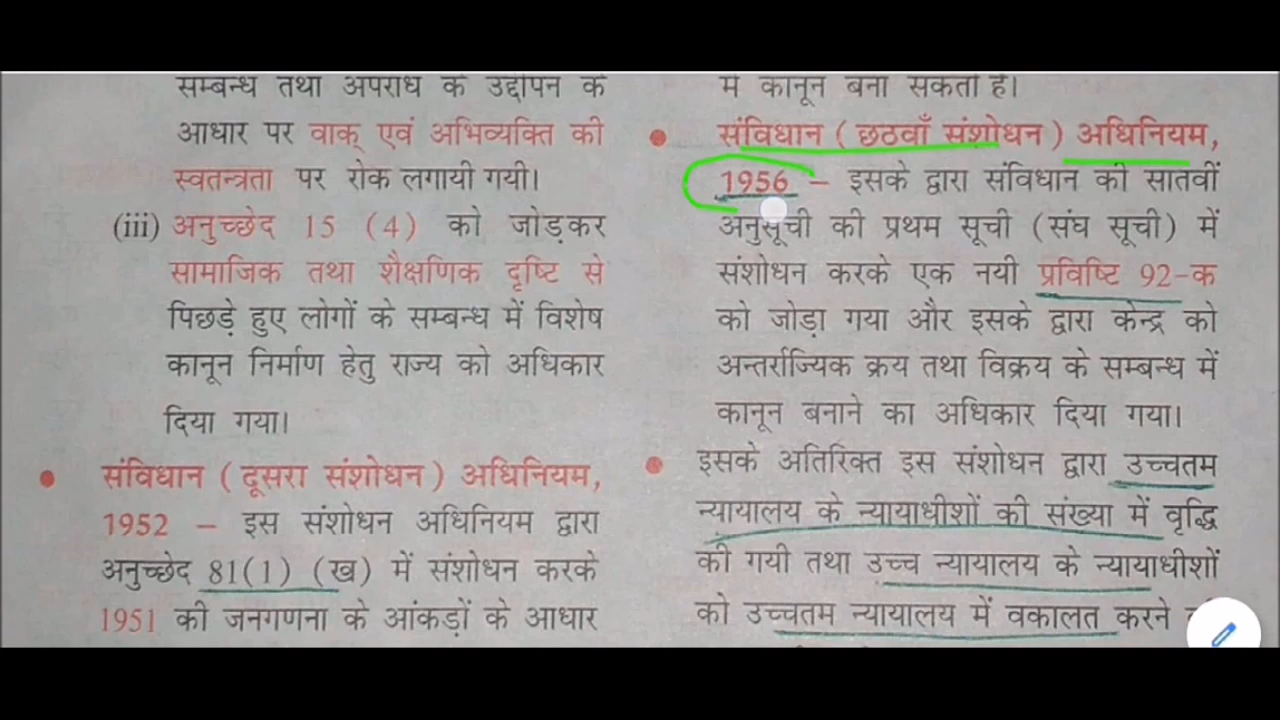 सम्बन्ध तथा अपराध के उद्दीपन के
आधार पर वाक् एवं अभिव्यक्ति की
स्वतन्त्रता पर रोक लगायी गयी।
(iii) अनुच्छेद 15 (4) को जोड़कर
सामाजिक तथा शैक्षणिक दृष्टि से
पिछड़े हुए लोगों के सम्बन्ध में विशेष
कानून निर्माण हेतु राज्य को अधिकार
दिया गया।
• संविधान (दूसरा संशोधन) अधिनियम,
1952 – इस संशोधन अधिनियम द्वारा
अनुच्छेद 81(1) (ख) में संशोधन करके
1951 की जनगणना के आंकड़ों के आधार
में कानून बना सकती है।
• संविधान (छठवाँ संशोधन) अधिनियम,
1956 – इसके द्वारा संविधान की सातवीं
अनुसूची की प्रथम सूची (संघ सूची) में
संशोधन करके एक नयी प्रविष्टि 92-क
को जोड़ा गया और इसके द्वारा केन्द्र को
अन्तर्राज्यिक क्रय तथा विक्रय के सम्बन्ध में
कानून बनाने का अधिकार दिया गया।
• इसके अतिरिक्त इस संशोधन द्वारा उच्चतम
न्यायालय के न्यायाधीशों की संख्या में वृद्धि
की गयी तथा उच्च न्यायालय के न्यायाधीशों
को उच्चतम न्यायालय में वकालत करने